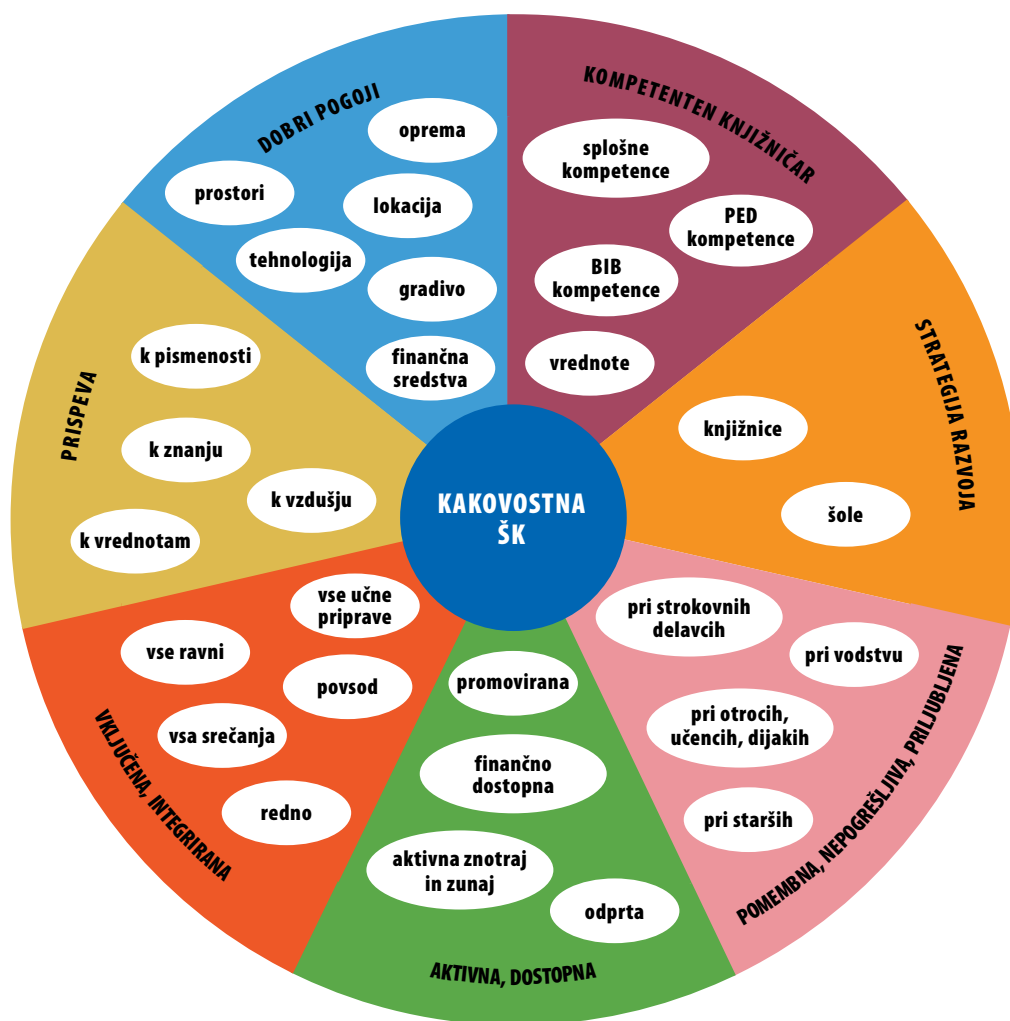 DOBRI POGOJI
oprema
prostori
lokacija
tehnologija
gradivo
finančna
sredstva
KOMPETENTEN KNJIŽNIČAR
splošne
kompetence
PED
kompetence
BIB
kompetence
vrednote
STRATEGIJA RAZVOJA
knjižnice
šole
POMEMBNA, NEPOGREŠLJIVA, PRILJUBLJENA
pri strokovnih
delavcih
pri vodstvu
pri otrocih,
učencih, dijakih
pri starših
AKTIVNA, DOSTOPNA
promovirana
finančno
dostopna
aktivna znotraj
in zunaj
odprta
VKLJUČENA, INTEGRIRANA
vse učne
priprave
vse ravni
povsod
vsa srečanja
redno
PRISPEVA
k pismenosti
k znanju
k vzdušju
k vrednotam
KAKOVOSTNA
ŠK